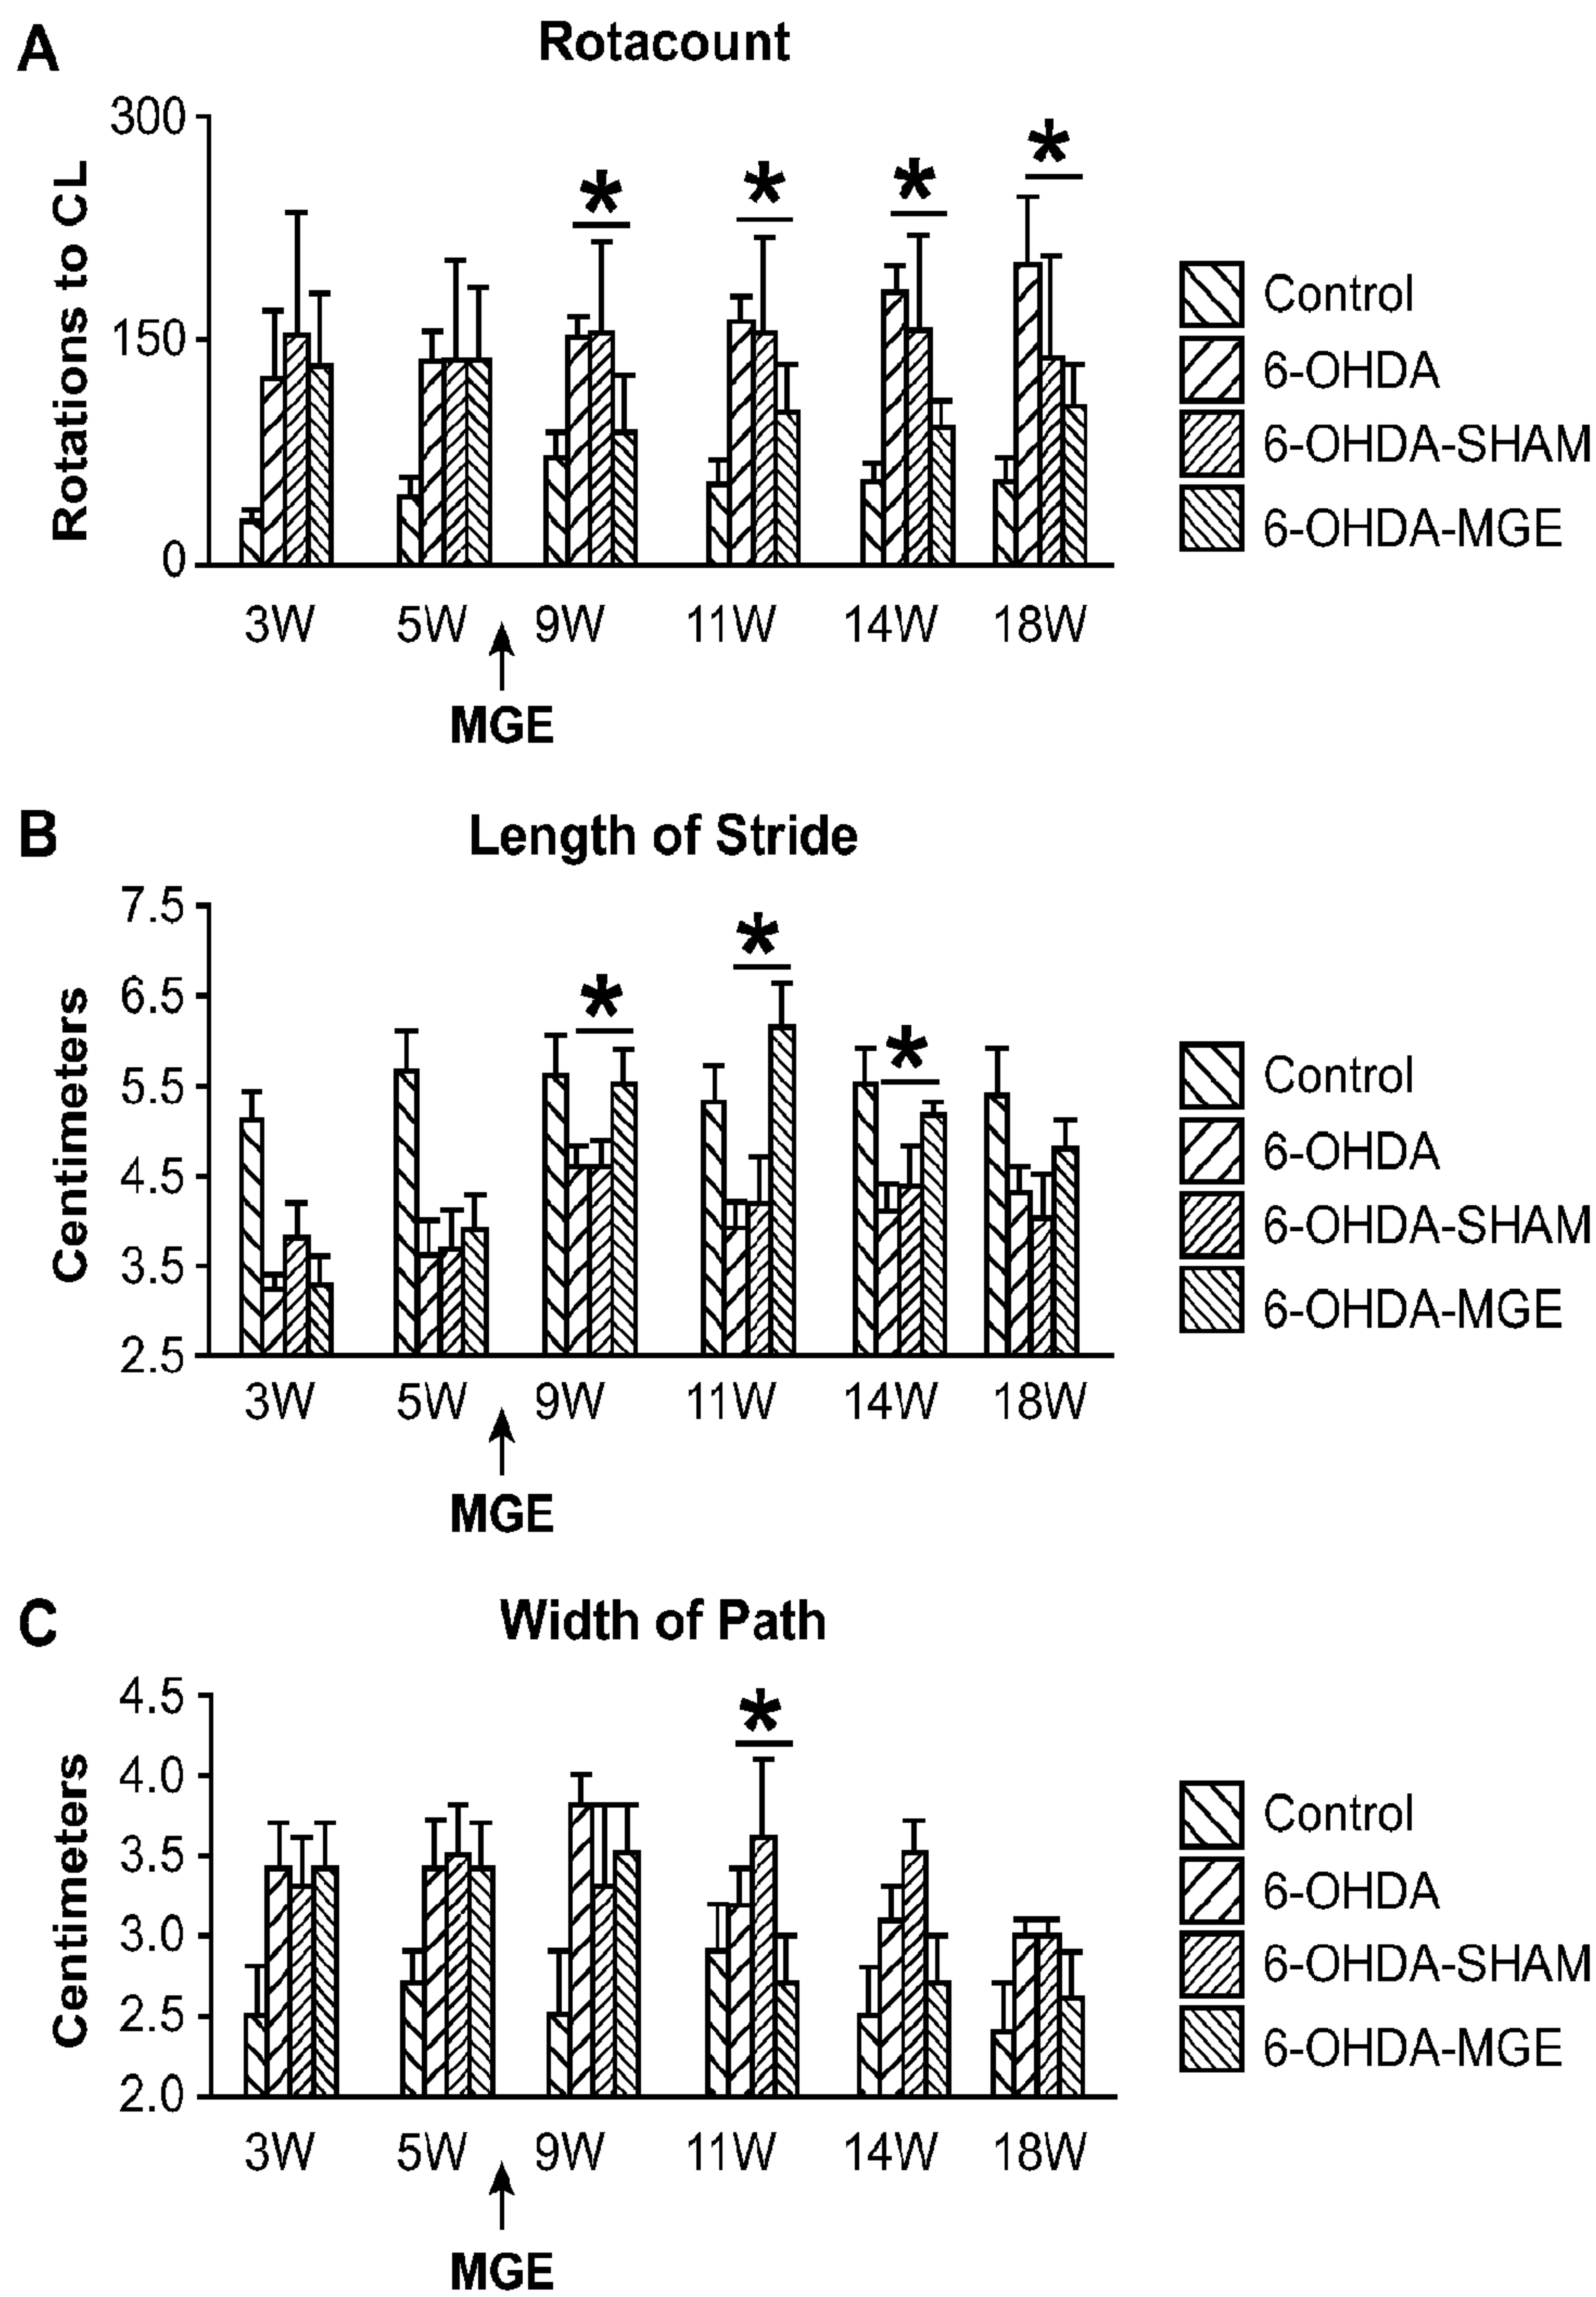 A
Rotacount
Rotations to CL
300
150
0
* * * *
3W 5W 9W 11W 14W 18W
MGE
Control
6-OHDA
6-OHDA-SHAM
6-OHDA-MGE
B
Length of Stride
Centimeters
7.5
6.5
5.5
4.5
3.5
2.5
* * *
3W 5W 9W 11W 14W 18W
MGE
Control
6-OHDA
6-OHDA-SHAM
6-OHDA-MGE
C
Width of Path
Centimeters
4.5
4.0
3.5
3.0
2.5
2.0
*
3W 5W 9W 11W 14W 18W
MGE
Control
6-OHDA
6-OHDA-SHAM
6-OHDA-MGE